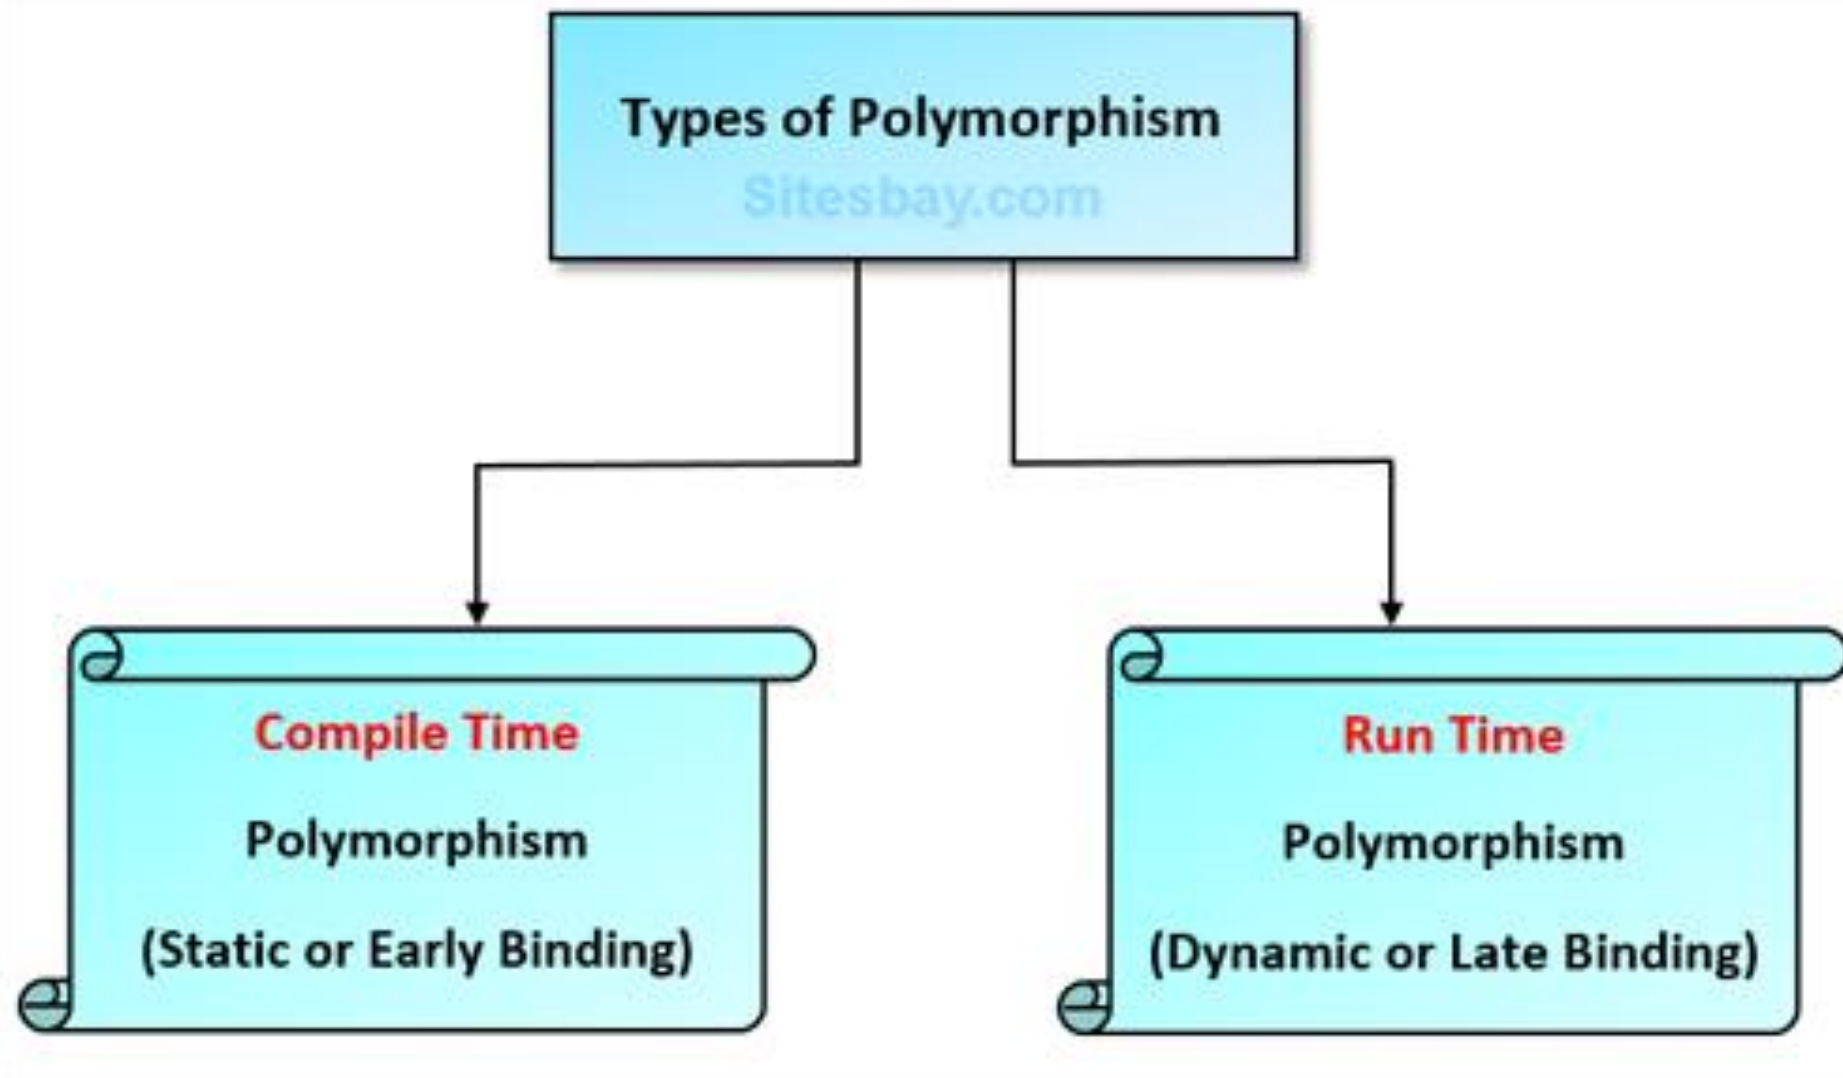 Types of Polymorphism
Sitesbay.com
Compile Time
Polymorphism
(Static or Early Binding)
Run Time
Polymorphism
(Dynamic or Late Binding)